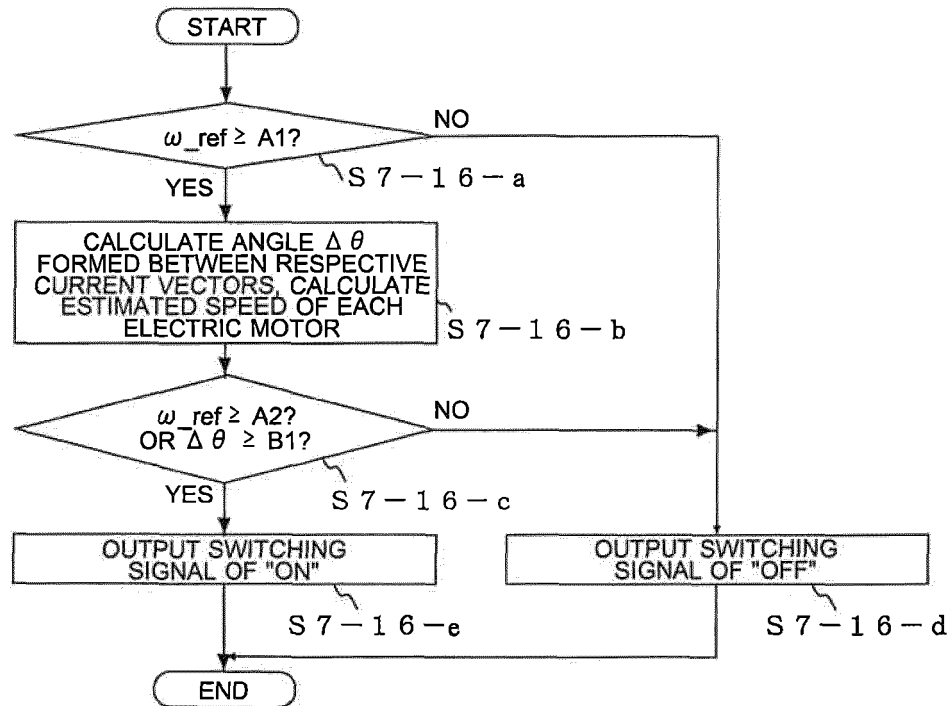 START
ω_ref ≥ A1?
NO
S 7 － 1 6 － a
YES
CALCULATE ANGLE Δ θ
FORMED BETWEEN RESPECTIVE
CURRENT VECTORS, CALCULATE
ESTIMATED SPEED OF EACH
ELECTRIC MOTOR
S 7 － 1 6 － b
ω_ref ≥ A2?
OR Δ θ ≥ B1?
NO
S 7 － 1 6 － c
YES
OUTPUT SWITCHING
SIGNAL OF "ON"
S 7 － 1 6 － e
OUTPUT SWITCHING
SIGNAL OF "OFF"
S 7 － 1 6 － d
END